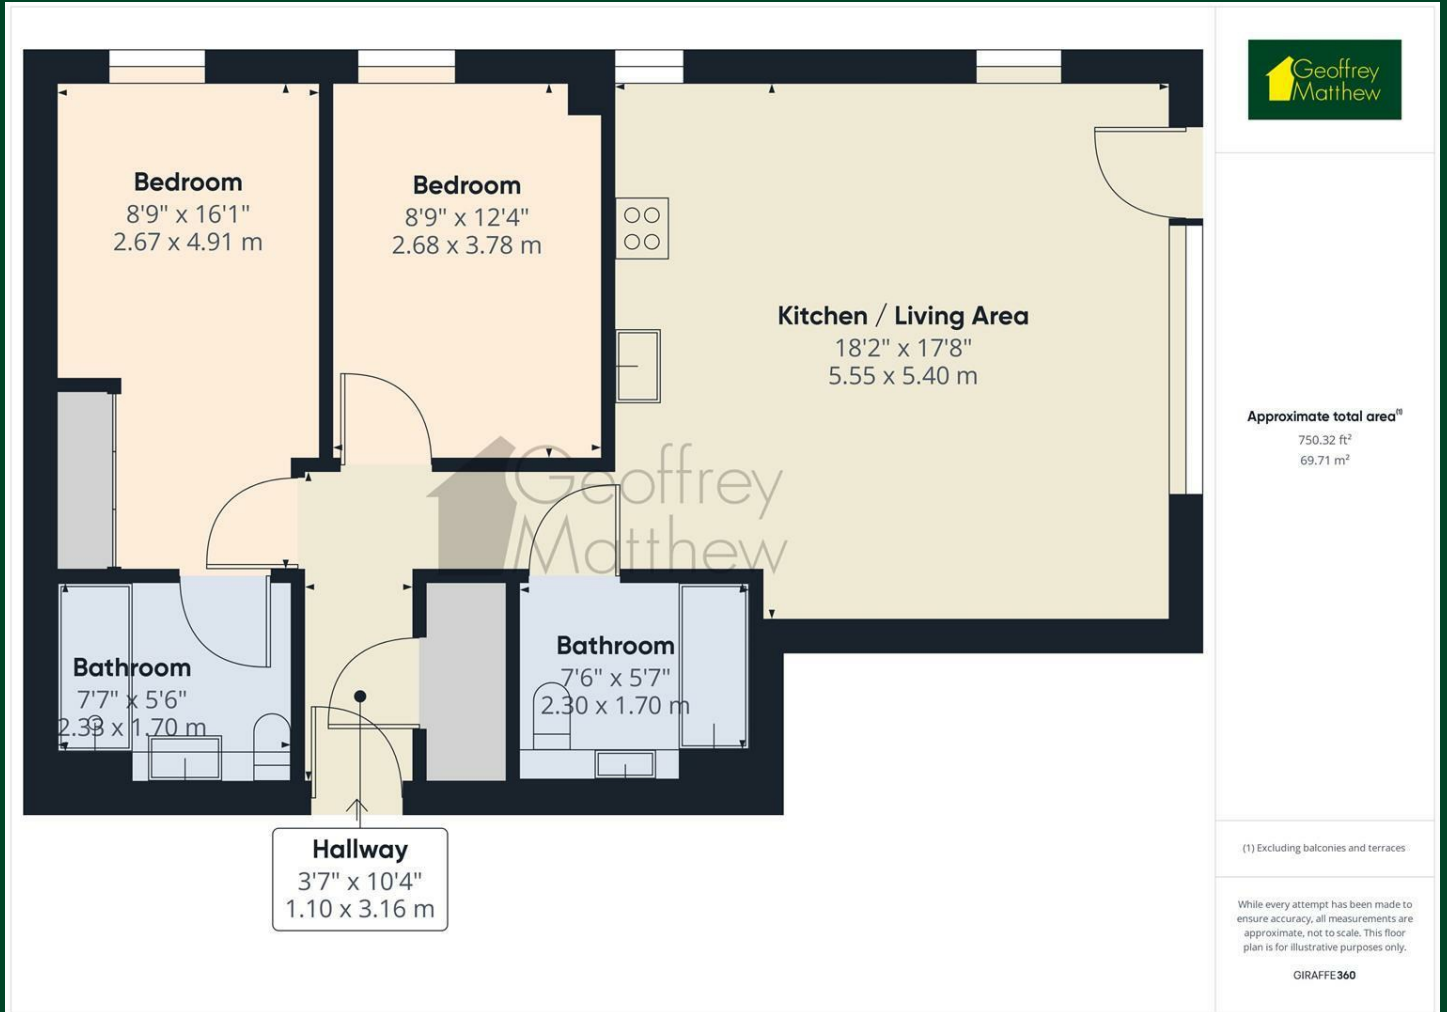 Geoffrey
Matthew
Bedroom
8'9" x 16'1"
2.67 x 4.91 m
Bedroom
8'9" x 12'4"
2.68 x 3.78 m
Kitchen / Living Area
18'2" x 17'8"
5.55 x 5.40 m
Geoffrey
Matthew
Bathroom
7'7" x 5'6"
2.33 x 1.70 m
Bathroom
7'6" x 5'7"
2.30 x 1.70 m
Hallway
3'7" x 10'4"
1.10 x 3.16 m
Approximate total area(1)
750.32 ft²
69.71 m²
(1) Excluding balconies and terraces
While every attempt has been made to
ensure accuracy, all measurements are
approximate, not to scale. This floor
plan is for illustrative purposes only.
GIRAFFE360